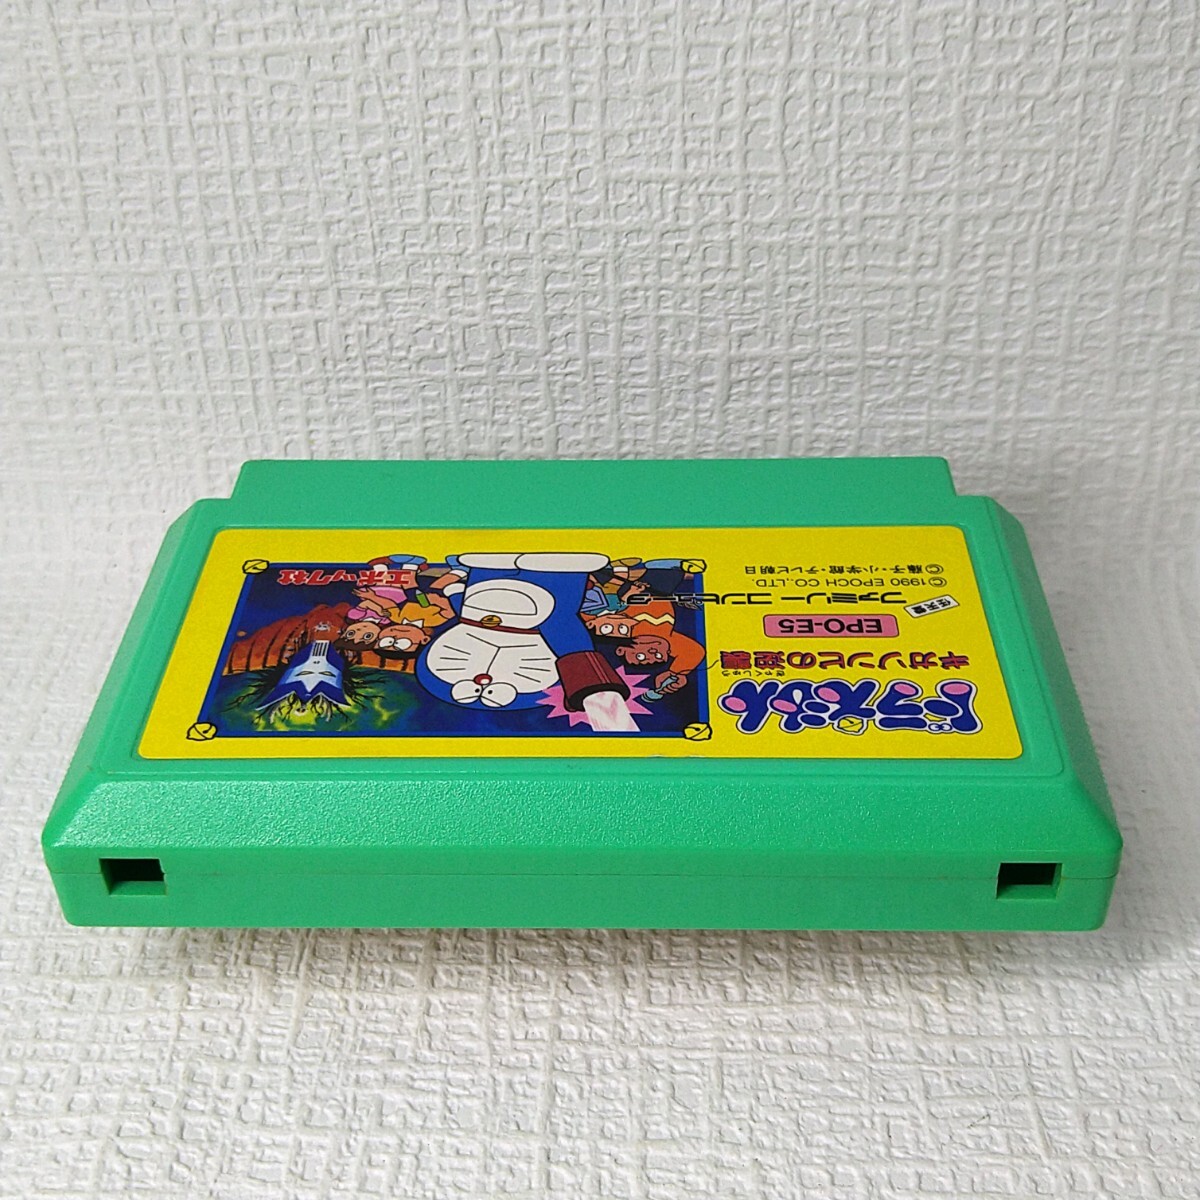 ドラえもん
ぎゃくしゅう
ギガゾンビの逆襲
EPO-E5
任天堂
ファミリー コンピュータ
©1990 EPOCH CO.,LTD.
©藤子・小学館・テレビ朝日
エポック社